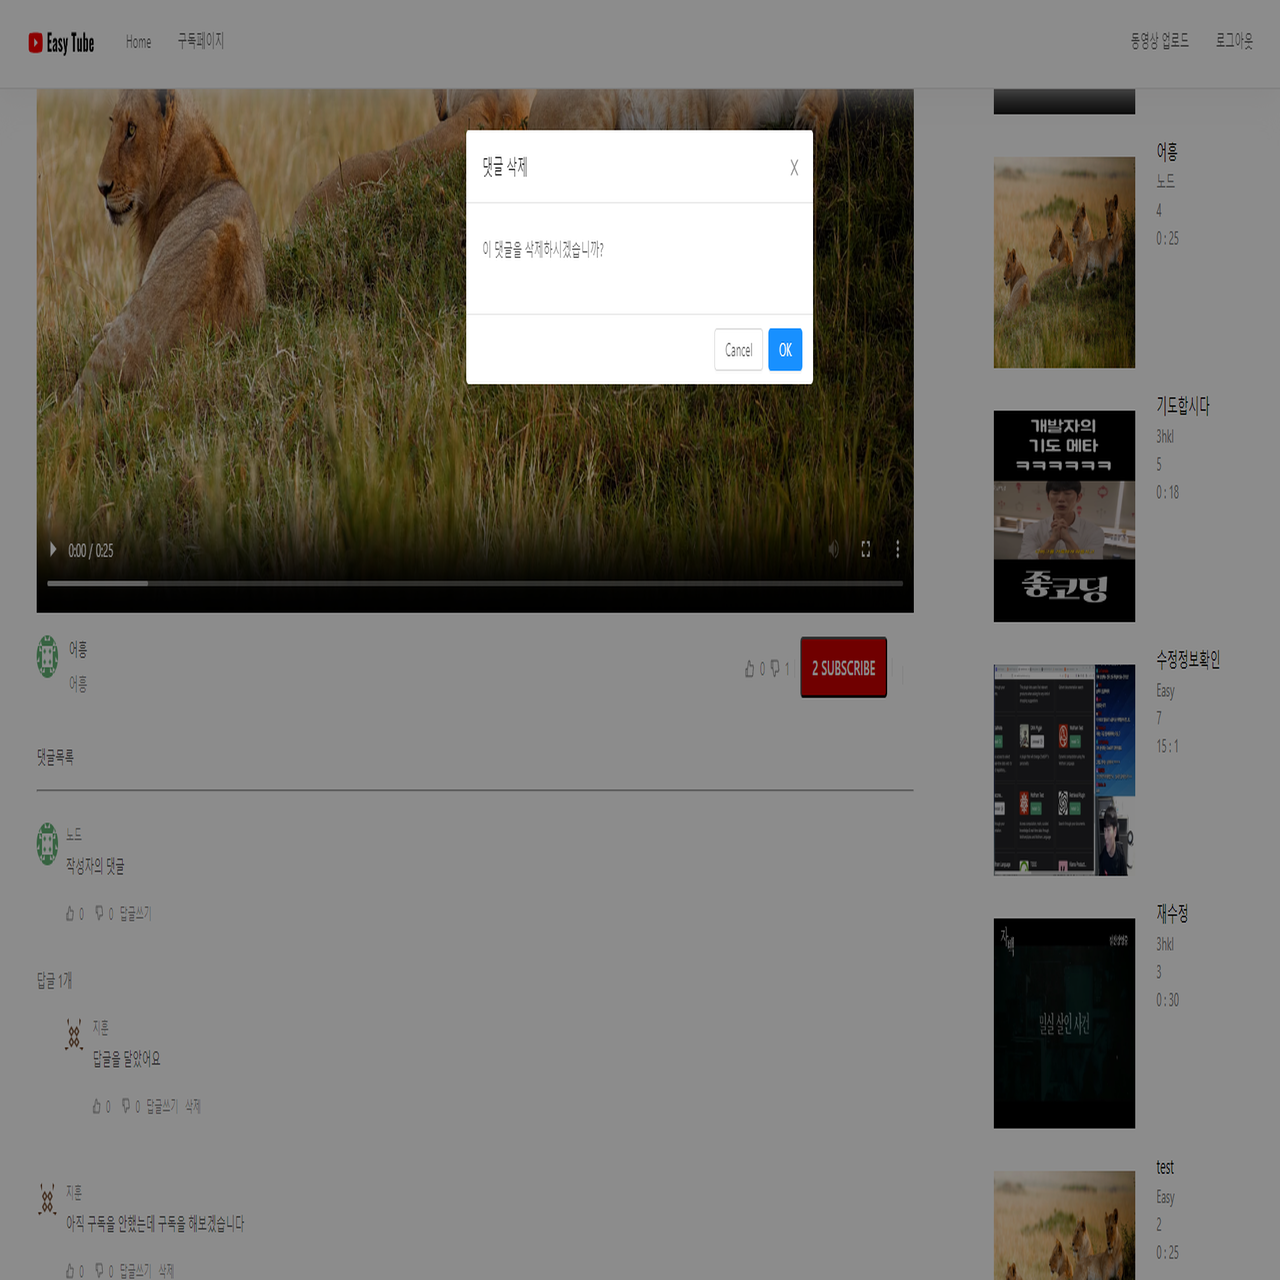 Easy Tube
Home
구독페이지
동영상 업로드
로그아웃
댓글 삭제
X
이 댓글을 삭제하시겠습니까?
Cancel
OK
0:00 / 0:25
어흥
어흥
0
1
2 SUBSCRIBE
댓글목록
노드
작성자의 댓글
0 0 답글쓰기
답글 1개
지훈
답글을 달았어요
0 0 답글쓰기 삭제
지훈
아직 구독을 안했는데 구독을 해보겠습니다
0 0 답글쓰기 삭제
어흥
노드
4
0 : 25
개발자의
기도 메타
ㅋㅋㅋㅋㅋㅋ
좋코딩
기도합시다
3hkl
5
0 : 18
수정정보확인
Easy
7
15 : 1
자백
밀실 살인 사건
재수정
3hkl
3
0 : 30
test
Easy
2
0 : 25